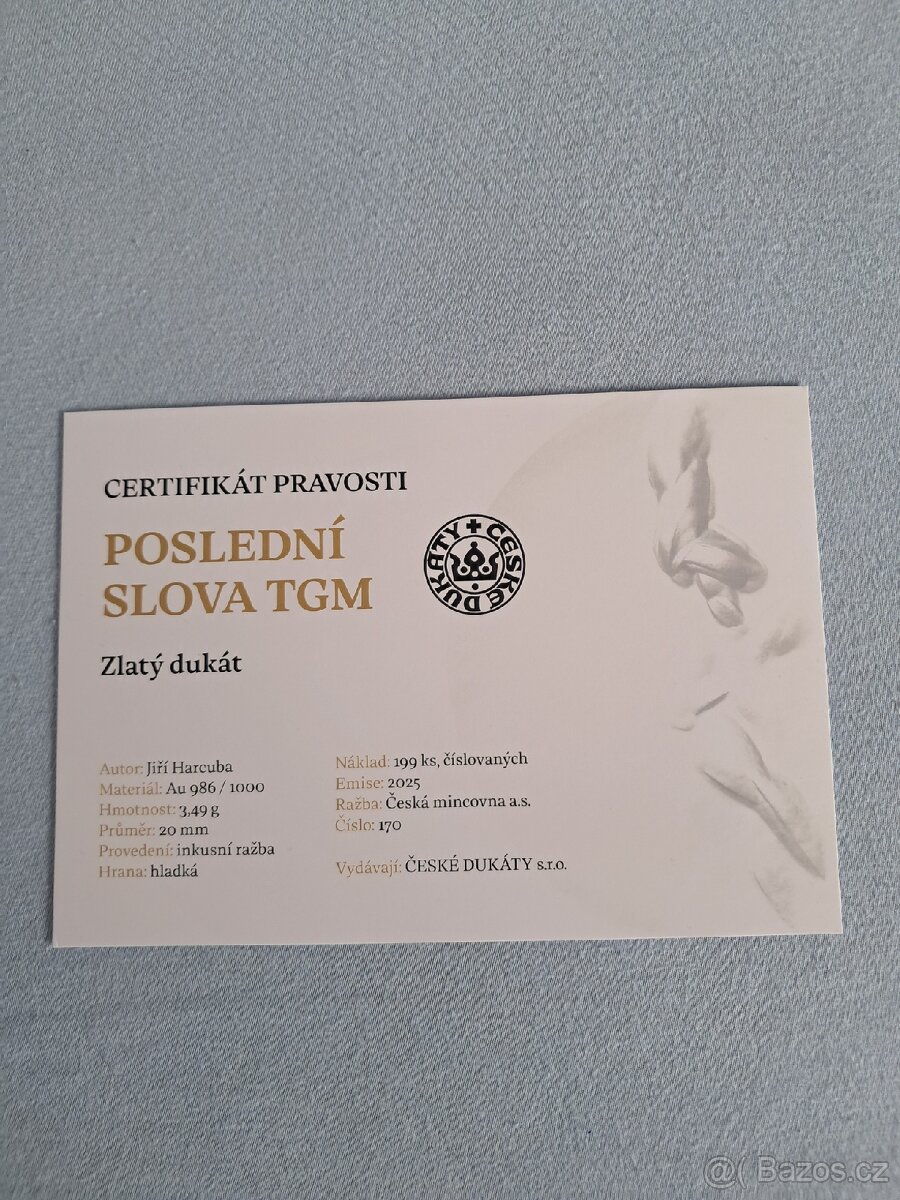 CERTIFIKÁT PRAVOSTI
POSLEDNÍ
SLOVA TGM
ČESKÉ DUKÁTY
Zlatý dukát
Autor: Jiří Harcuba
Materiál: Au 986 / 1000
Hmotnost: 3,49 g
Průměr: 20 mm
Provedení: inkusní ražba
Hrana: hladká
Náklad: 199 ks, číslovaných
Emise: 2025
Ražba: Česká mincovna a.s.
Číslo: 170
Vydávají: ČESKÉ DUKÁTY s.r.o.
@( Bazos.cz